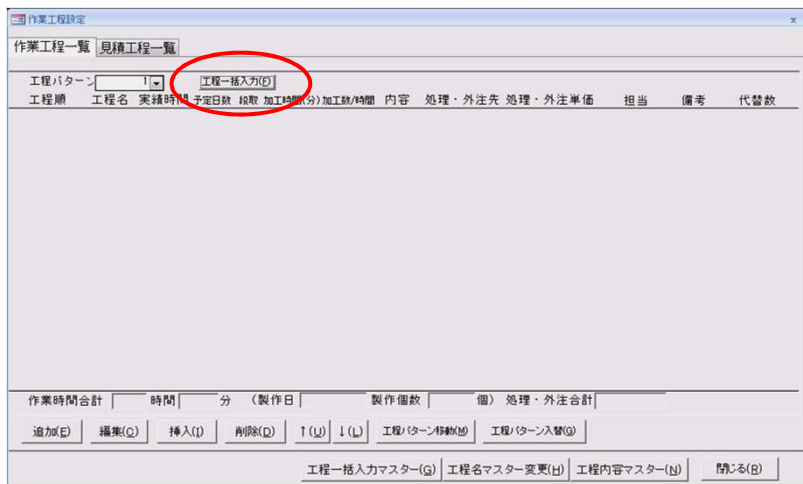 作業工程設定 x
作業工程一覧 見積工程一覧
工程パターン 1 工程一括入力(F)
工程順 工程名 実績時間 予定日数 段取 加工時間(分) 加工数/時間 内容 処理・外注先 処理・外注単価 担当 備考 代替数
作業時間合計 時間 分 (製作日 製作個数 個) 処理・外注合計
追加(E) 編集(C) 挿入(I) 削除(D) ↑(U) ↓(L) 工程パターン移動(M) 工程パターン入替(G)
工程一括入力マスター(G) 工程名マスター変更(H) 工程内容マスター(N) 閉じる(R)